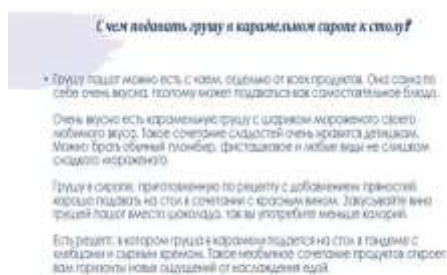 С чем подавать грушу в карамельном сиропе к столу?
• Грушу пашот можно есть с чаем, отдельно от всех продуктов. Она сама по
себе очень вкусна, поэтому может подаваться как самостоятельное блюдо.
Очень вкусно есть карамельную грушу с шариком мороженого своего
любимого вкуса. Такое сочетание сладостей очень нравится детишкам.
Можно брать обычный пломбир, фисташковое и любые виды не слишком
сладкого мороженого.
Грушу в сиропе, приготовленную по рецепту с добавлением пряностей,
хорошо подавать на стол в сочетании с красным вином. Закусывайте вино
грушей пашот вместо шоколада, так вы употребите меньше калорий.
Есть рецепт, в котором груша в карамели подается на стол в тандеме с
хлебцами и сырным кремом. Такое необычное сочетание продуктов откроет
вам горизонты новых ощущений от наслаждения едой.